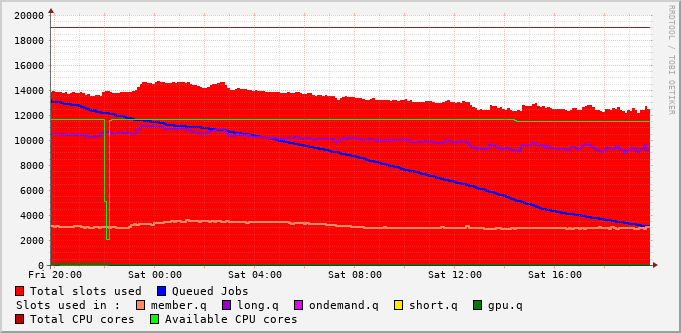 20000
18000
16000
14000
12000
10000
8000
6000
4000
2000
0
Fri 20:00 Sat 00:00 Sat 04:00 Sat 08:00 Sat 12:00 Sat 16:00
Total slots used Queued Jobs
Slots used in : member.q long.q ondemand.q short.q gpu.q
Total CPU cores Available CPU cores
RRDTOOL / TOBI OETIKER